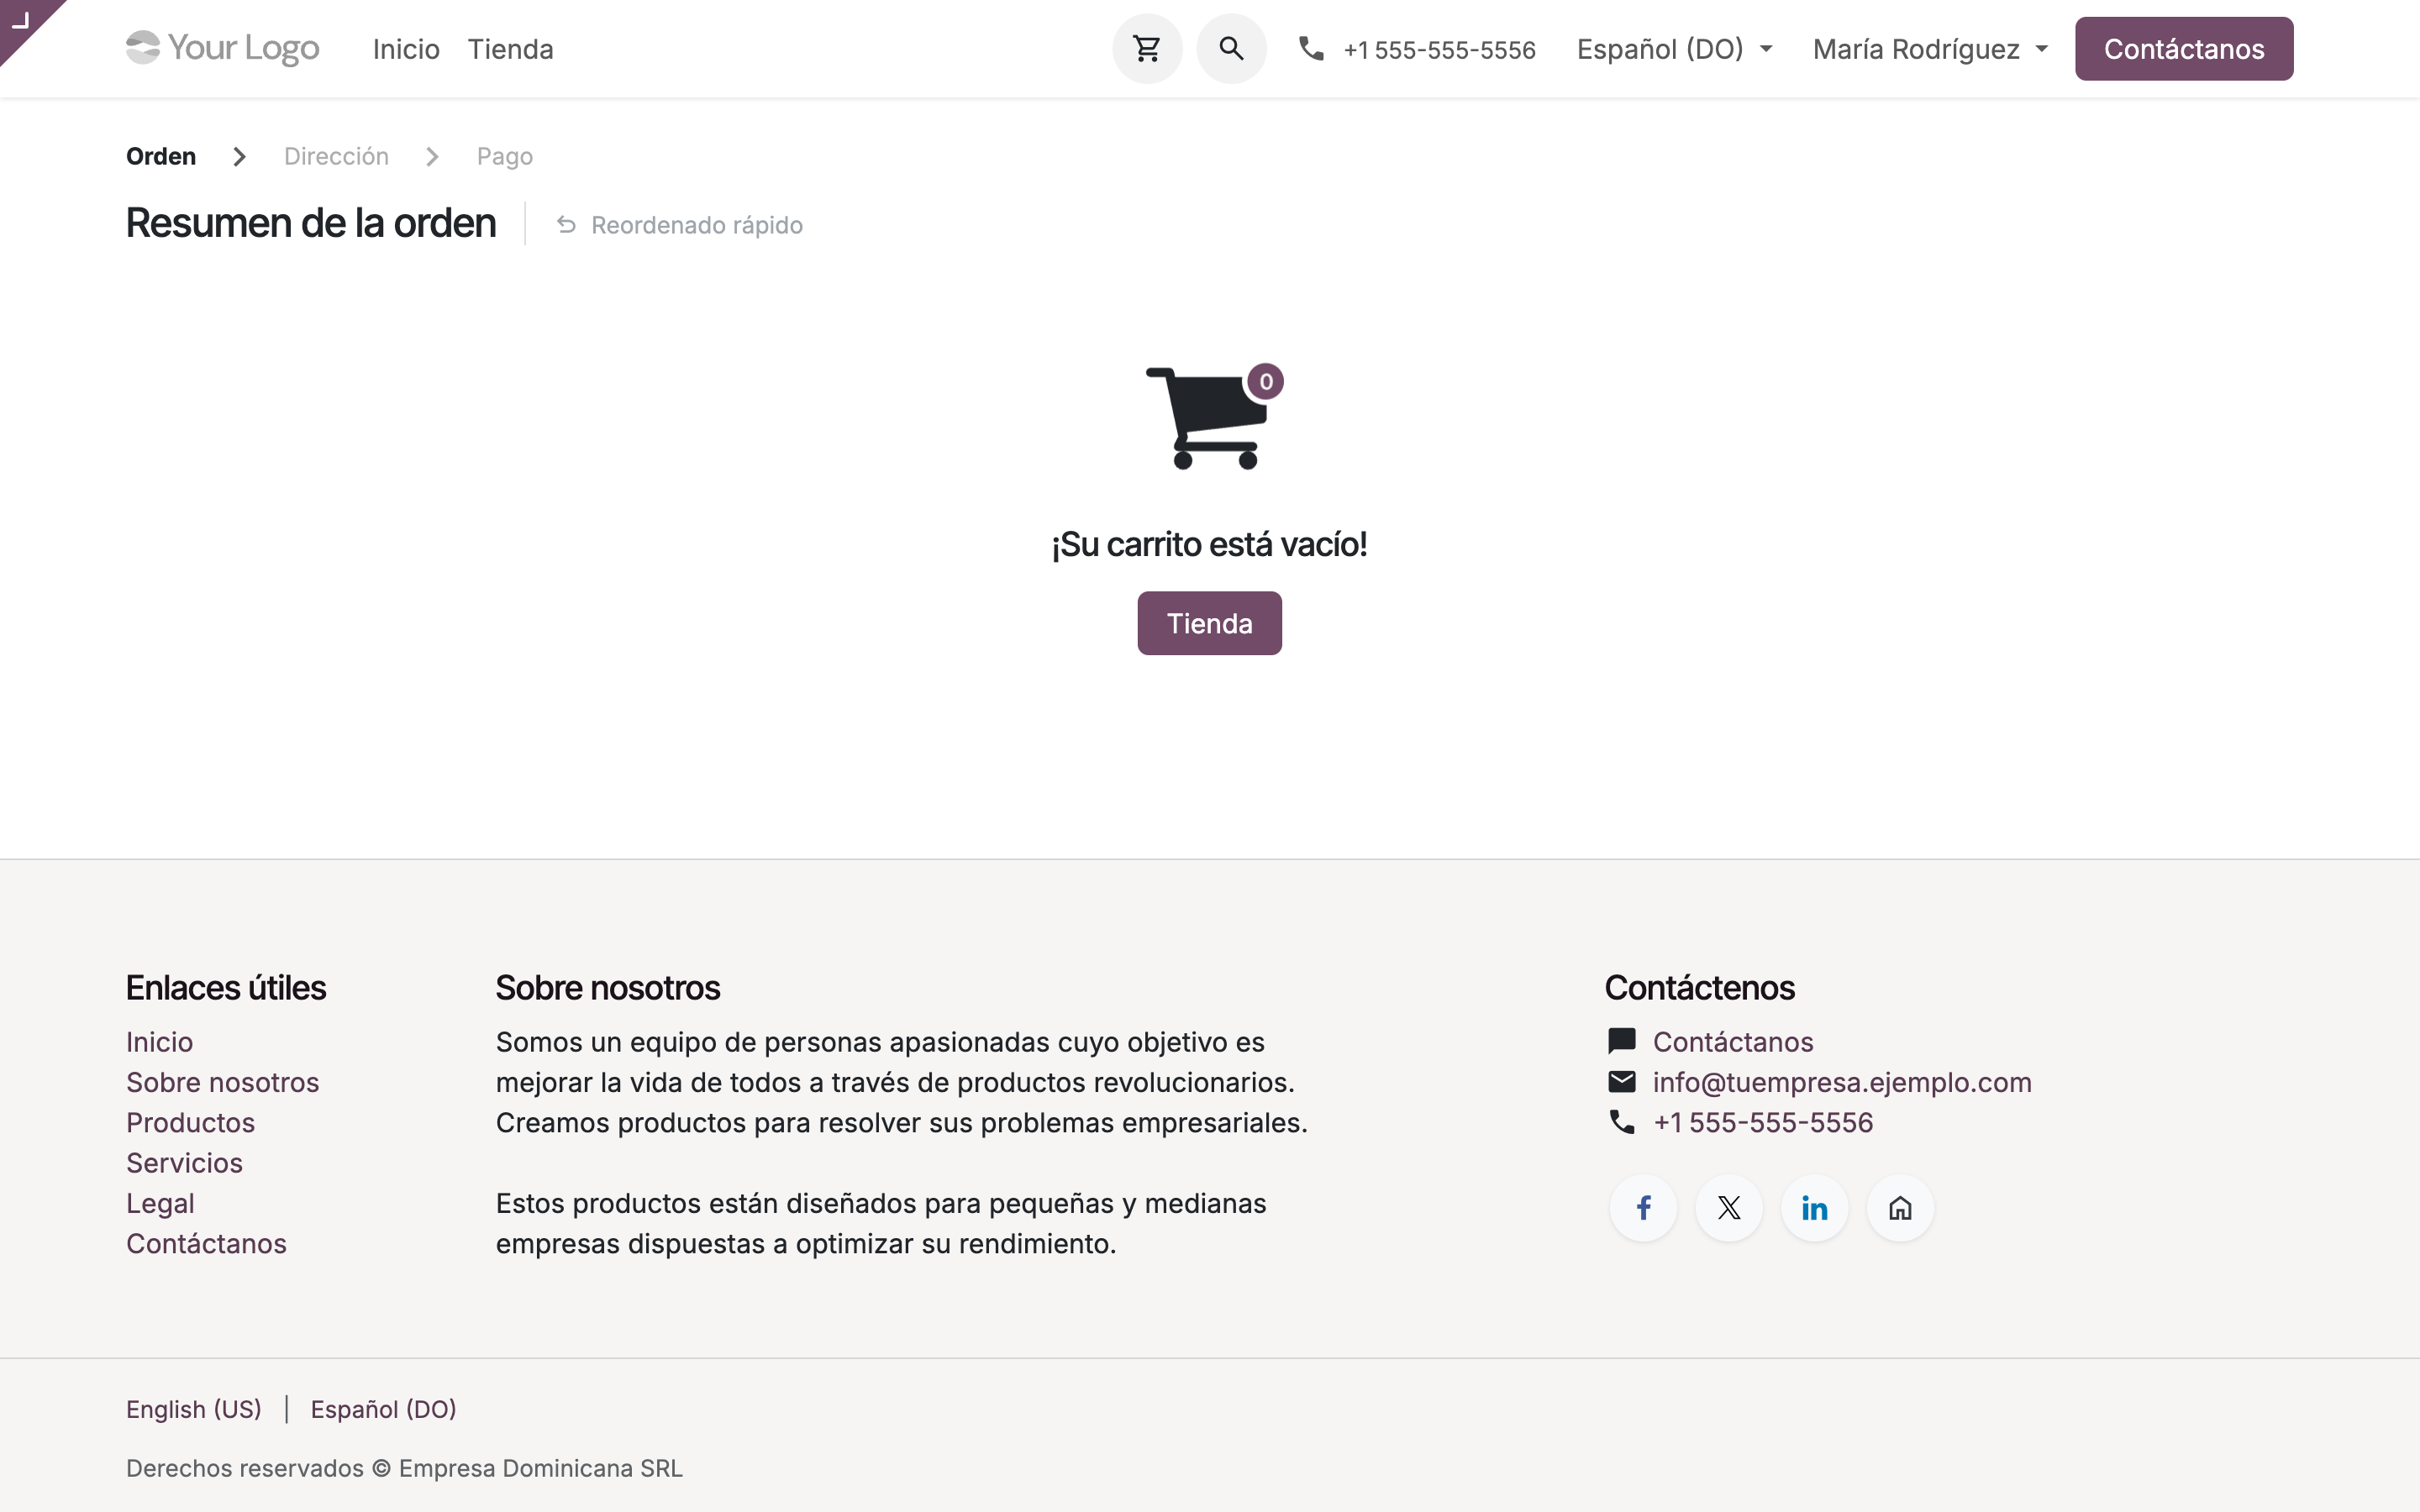 Your Logo
Inicio
Tienda
+1 555-555-5556
Español (DO)
María Rodríguez
Contáctanos
Orden
Dirección
Pago
Resumen de la orden
Reordenado rápido
0
¡Su carrito está vacío!
Tienda
Enlaces útiles
Inicio
Sobre nosotros
Productos
Servicios
Legal
Contáctanos
Sobre nosotros
Somos un equipo de personas apasionadas cuyo objetivo es
mejorar la vida de todos a través de productos revolucionarios.
Creamos productos para resolver sus problemas empresariales.
Estos productos están diseñados para pequeñas y medianas
empresas dispuestas a optimizar su rendimiento.
Contáctenos
Contáctanos
info@tuempresa.ejemplo.com
+1 555-555-5556
English (US) | Español (DO)
Derechos reservados © Empresa Dominicana SRL